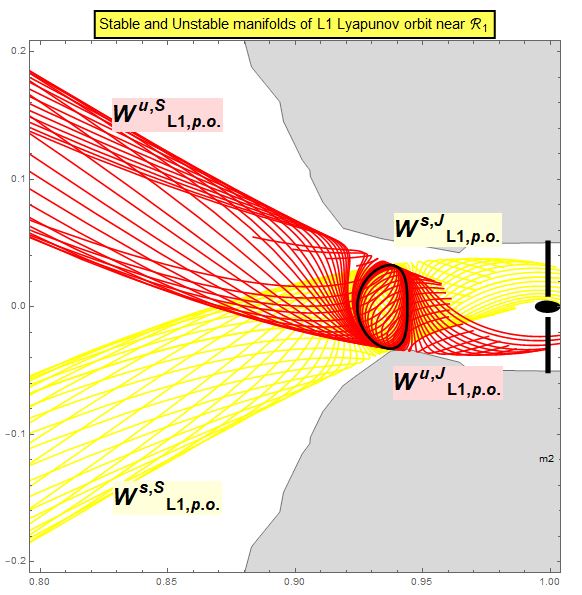 Stable and Unstable manifolds of L1 Lyapunov orbit near ℛ1
0.2
W u,S L1,p.o.
0.1
W s,J L1,p.o.
0.0
W u,J L1,p.o.
-0.1
m2
W s,S L1,p.o.
-0.2
0.80 0.85 0.90 0.95 1.00